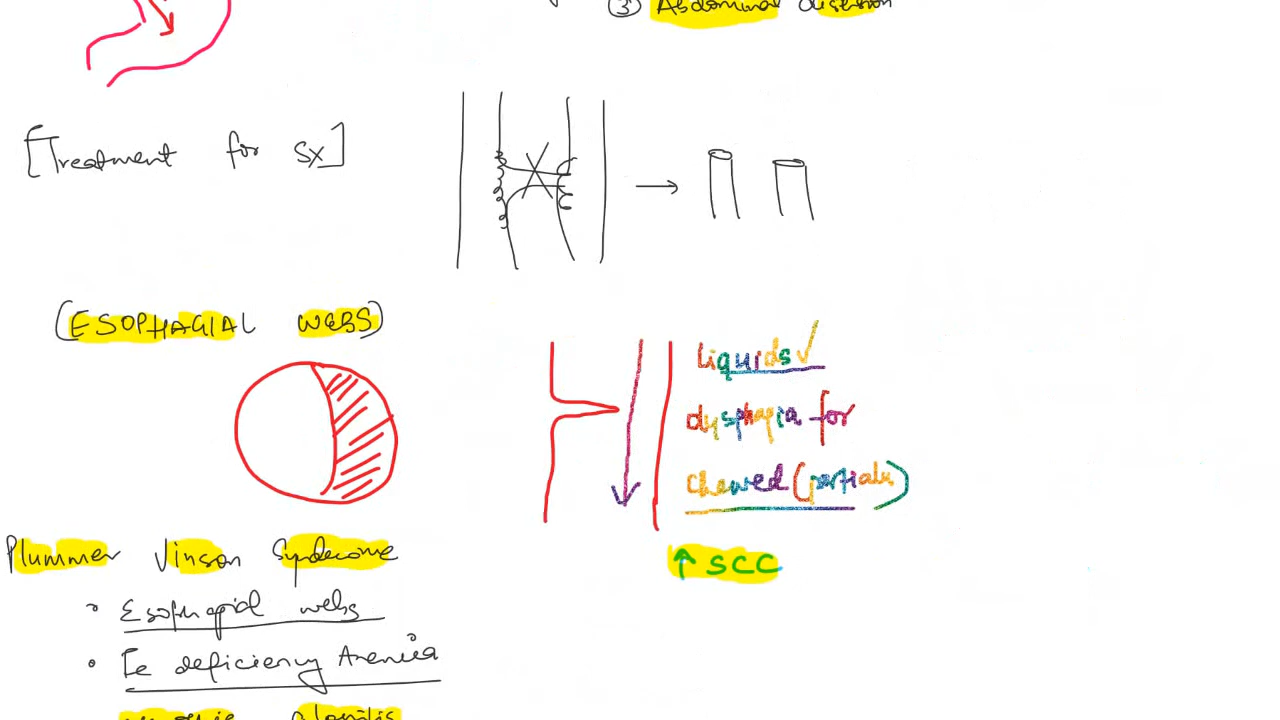 ③ Abdominal distension
[Treatment for Sx]
(ESOPHAGIAL WEBS)
liquids✓
dysphagia for
chewed (partials)
↑ SCC
Plummer Vinson Syndrome
• Esophagial webs
• Fe deficiency Anemia